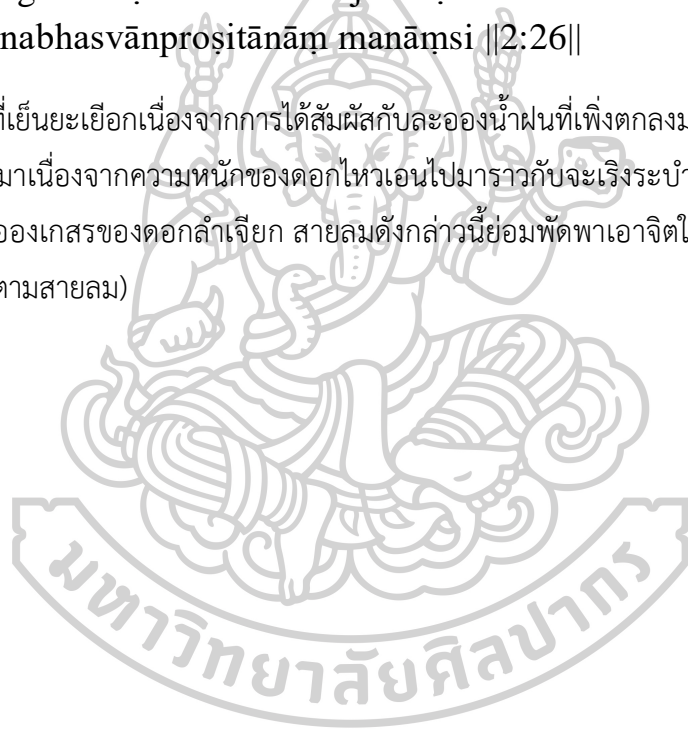 nabhasvānproṣitānāṃ manāṃsi ||2:26||
ที่เย็นยะเยือกเนื่องจากการได้สัมผัสกับละอองน้ำฝนที่เพิ่งตกลงม
มาเนื่องจากความหนักของดอกไหวเอนไปมาราวกับจะเริงระบำ
องเกสรของดอกลำเจียก สายลมดังกล่าวนี้ย่อมพัดพาเอาจิตใ
ตามสายลม)
มหาวิทยาลัยศิลปากร